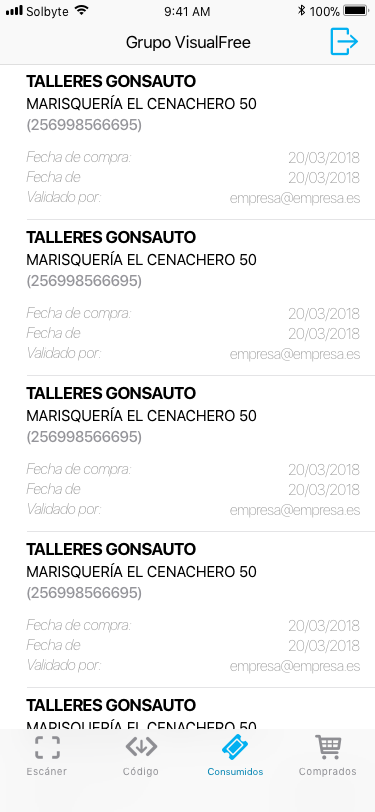 Solbyte 9:41 AM 100%
Grupo VisualFree
TALLERES GONSAUTO
MARISQUERÍA EL CENACHERO 50
(256998566695)
Fecha de compra: 20/03/2018
Fecha de 20/03/2018
Validado por: empresa@empresa.es
TALLERES GONSAUTO
MARISQUERÍA EL CENACHERO 50
(256998566695)
Fecha de compra: 20/03/2018
Fecha de 20/03/2018
Validado por: empresa@empresa.es
TALLERES GONSAUTO
MARISQUERÍA EL CENACHERO 50
(256998566695)
Fecha de compra: 20/03/2018
Fecha de 20/03/2018
Validado por: empresa@empresa.es
TALLERES GONSAUTO
MARISQUERÍA EL CENACHERO 50
(256998566695)
Fecha de compra: 20/03/2018
Fecha de 20/03/2018
Validado por: empresa@empresa.es
TALLERES GONSAUTO
MARISQUERÍA EL CENACHERO 50
Escáner Código Consumidos Comprados